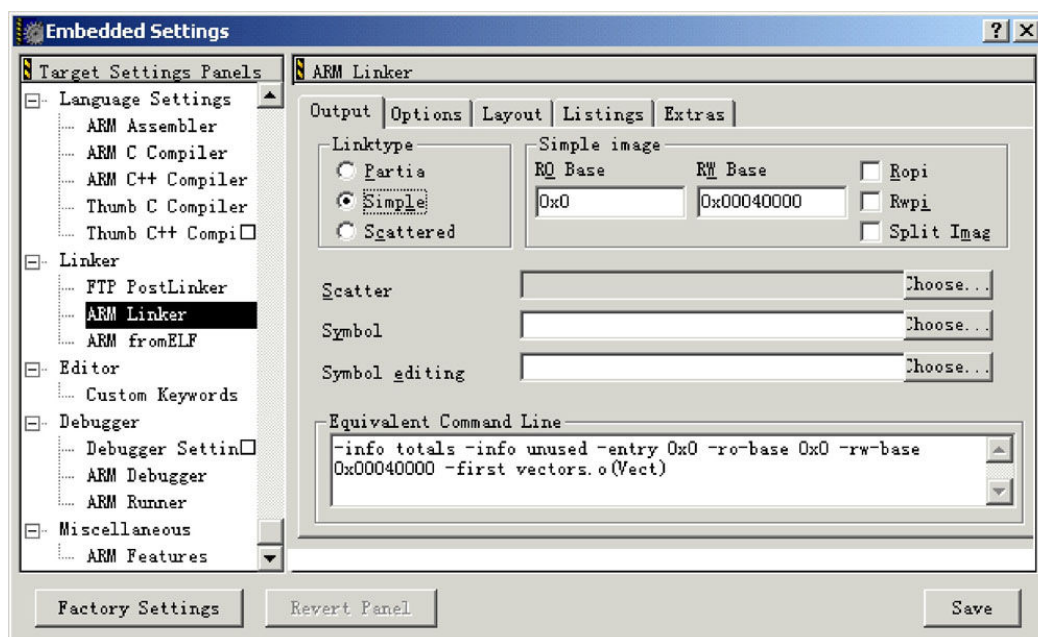 Embedded Settings
Target Settings Panels
Language Settings
ARM Assembler
ARM C Compiler
ARM C++ Compiler
Thumb C Compiler
Thumb C++ Compi
Linker
FTP PostLinker
ARM Linker
ARM fromELF
Editor
Custom Keywords
Debugger
Debugger Settin
ARM Debugger
ARM Runner
Miscellaneous
ARM Features
ARM Linker
Output Options Layout Listings Extras
Linktype
Partia
Simple
Scattered
Simple image
RO Base RW Base
0x0 0x00040000
Ropi
Rwpi
Split Imag
Scatter Choose...
Symbol Choose...
Symbol editing Choose...
Equivalent Command Line
-info totals -info unused -entry 0x0 -ro-base 0x0 -rw-base
0x00040000 -first vectors.o(Vect)
Factory Settings Revert Panel Save